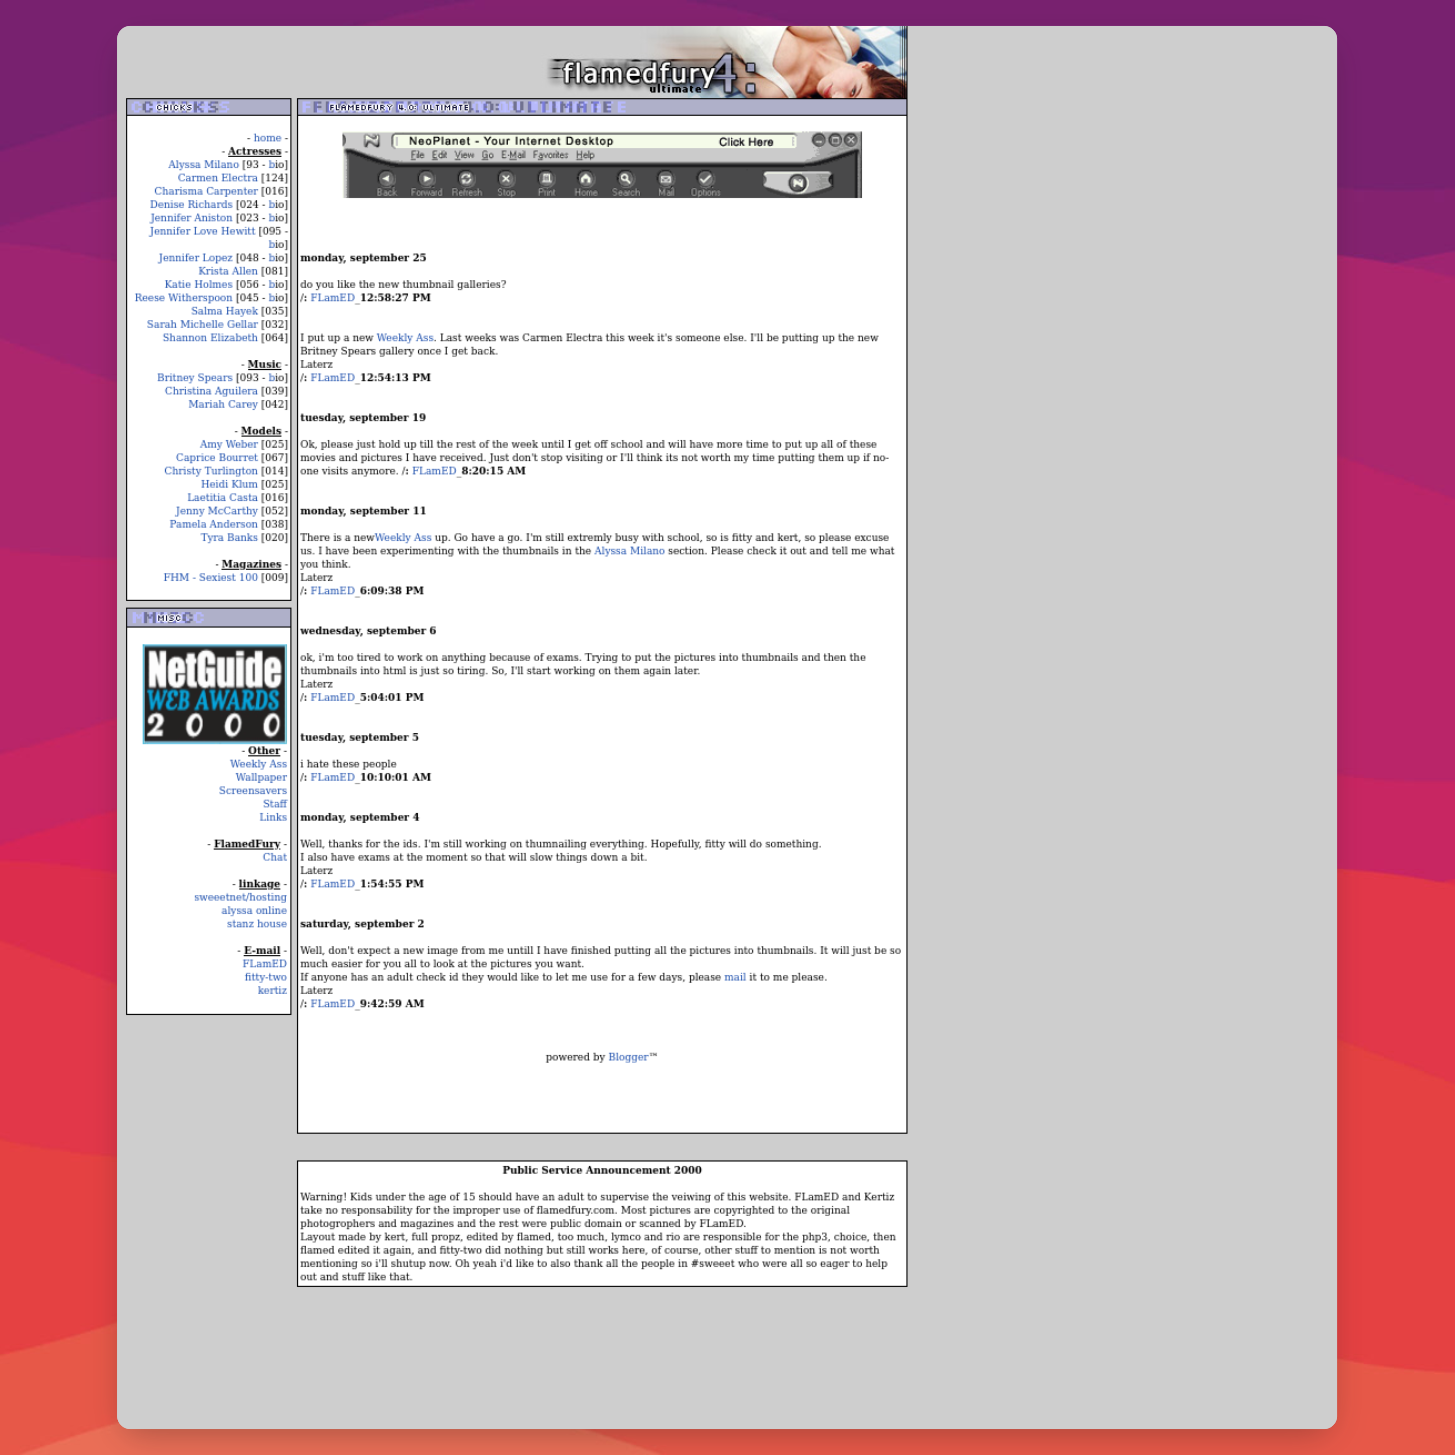 flamedfury4:
ultimate
CHICKS
- home -
- Actresses -
Alyssa Milano [93 - bio]
Carmen Electra [124]
Charisma Carpenter [016]
Denise Richards [024 - bio]
Jennifer Aniston [023 - bio]
Jennifer Love Hewitt [095 -
bio]
Jennifer Lopez [048 - bio]
Krista Allen [081]
Katie Holmes [056 - bio]
Reese Witherspoon [045 - bio]
Salma Hayek [035]
Sarah Michelle Gellar [032]
Shannon Elizabeth [064]
- Music -
Britney Spears [093 - bio]
Christina Aguilera [039]
Mariah Carey [042]
- Models -
Amy Weber [025]
Caprice Bourret [067]
Christy Turlington [014]
Heidi Klum [025]
Laetitia Casta [016]
Jenny McCarthy [052]
Pamela Anderson [038]
Tyra Banks [020]
- Magazines -
FHM - Sexiest 100 [009]
MISC
NetGuide
WEB AWARDS
2000
- Other -
Weekly Ass
Wallpaper
Screensavers
Staff
Links
- FlamedFury -
Chat
- linkage -
sweeetnet/hosting
alyssa online
stanz house
- E-mail -
FLamED
fitty-two
kertiz
FLAMEDFURY 4.0: ULTIMATE
NeoPlanet - Your Internet Desktop Click Here
File Edit View Go E-Mail Favorites Help
Back Forward Refresh Stop Print Home Search Mail Options
monday, september 25
do you like the new thumbnail galleries?
/: FLamED_12:58:27 PM
I put up a new Weekly Ass. Last weeks was Carmen Electra this week it's someone else. I'll be putting up the new
Britney Spears gallery once I get back.
Laterz
/: FLamED_12:54:13 PM
tuesday, september 19
Ok, please just hold up till the rest of the week until I get off school and will have more time to put up all of these
movies and pictures I have received. Just don't stop visiting or I'll think its not worth my time putting them up if no-
one visits anymore. /: FLamED_8:20:15 AM
monday, september 11
There is a newWeekly Ass up. Go have a go. I'm still extremly busy with school, so is fitty and kert, so please excuse
us. I have been experimenting with the thumbnails in the Alyssa Milano section. Please check it out and tell me what
you think.
Laterz
/: FLamED_6:09:38 PM
wednesday, september 6
ok, i'm too tired to work on anything because of exams. Trying to put the pictures into thumbnails and then the
thumbnails into html is just so tiring. So, I'll start working on them again later.
Laterz
/: FLamED_5:04:01 PM
tuesday, september 5
i hate these people
/: FLamED_10:10:01 AM
monday, september 4
Well, thanks for the ids. I'm still working on thumnailing everything. Hopefully, fitty will do something.
I also have exams at the moment so that will slow things down a bit.
Laterz
/: FLamED_1:54:55 PM
saturday, september 2
Well, don't expect a new image from me untill I have finished putting all the pictures into thumbnails. It will just be so
much easier for you all to look at the pictures you want.
If anyone has an adult check id they would like to let me use for a few days, please mail it to me please.
Laterz
/: FLamED_9:42:59 AM
powered by Blogger™
Public Service Announcement 2000
Warning! Kids under the age of 15 should have an adult to supervise the veiwing of this website. FLamED and Kertiz
take no responsability for the improper use of flamedfury.com. Most pictures are copyrighted to the original
photogrophers and magazines and the rest were public domain or scanned by FLamED.
Layout made by kert, full propz, edited by flamed, too much, lymco and rio are responsible for the php3, choice, then
flamed edited it again, and fitty-two did nothing but still works here, of course, other stuff to mention is not worth
mentioning so i'll shutup now. Oh yeah i'd like to also thank all the people in #sweeet who were all so eager to help
out and stuff like that.